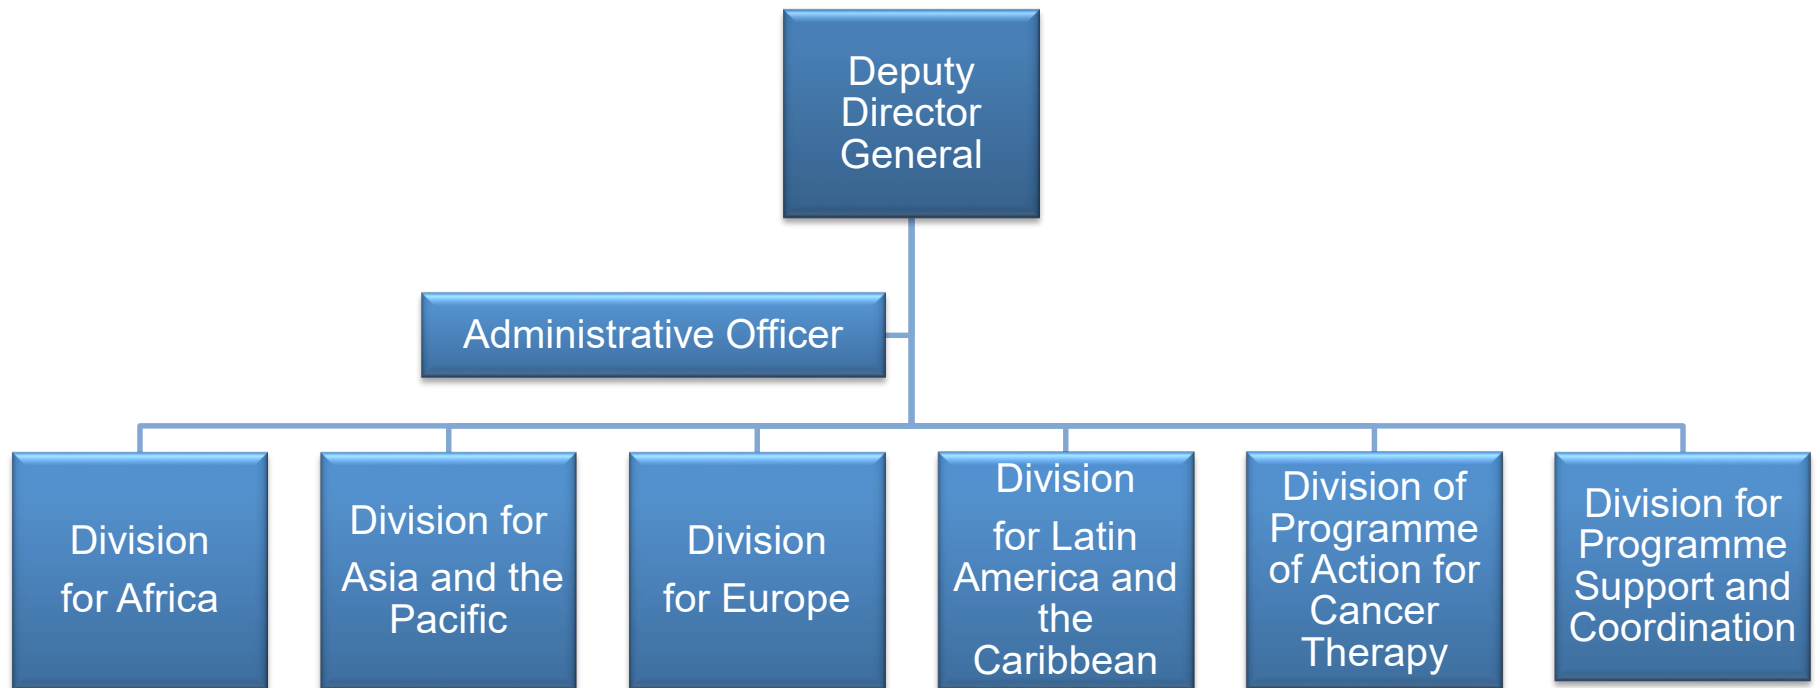 Deputy
Director
General
Administrative Officer
Division
for Africa
Division for
Asia and the
Pacific
Division
for Europe
Division
for Latin
America and
the
Caribbean
Division of
Programme
of Action for
Cancer
Therapy
Division for
Programme
Support and
Coordination